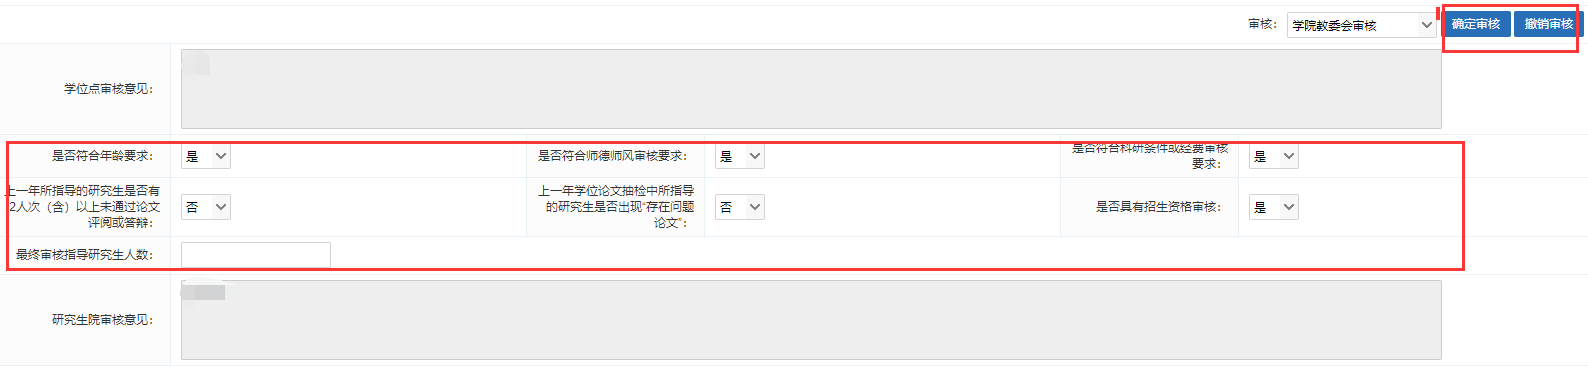 审核：
学院教委会审核
确定审核
撤销审核
学位点审核意见：
是否符合年龄要求：
是
是否符合师德师风审核要求：
是
是否符合科研条件或经费审核
要求：
是
上一年所指导的研究生是否有
2人次（含）以上未通过论文
评阅或答辩：
否
上一年学位论文抽检中所指导
的研究生是否出现“存在问题
论文”：
否
是否具有招生资格审核：
是
最终审核指导研究生人数：
研究生院审核意见：